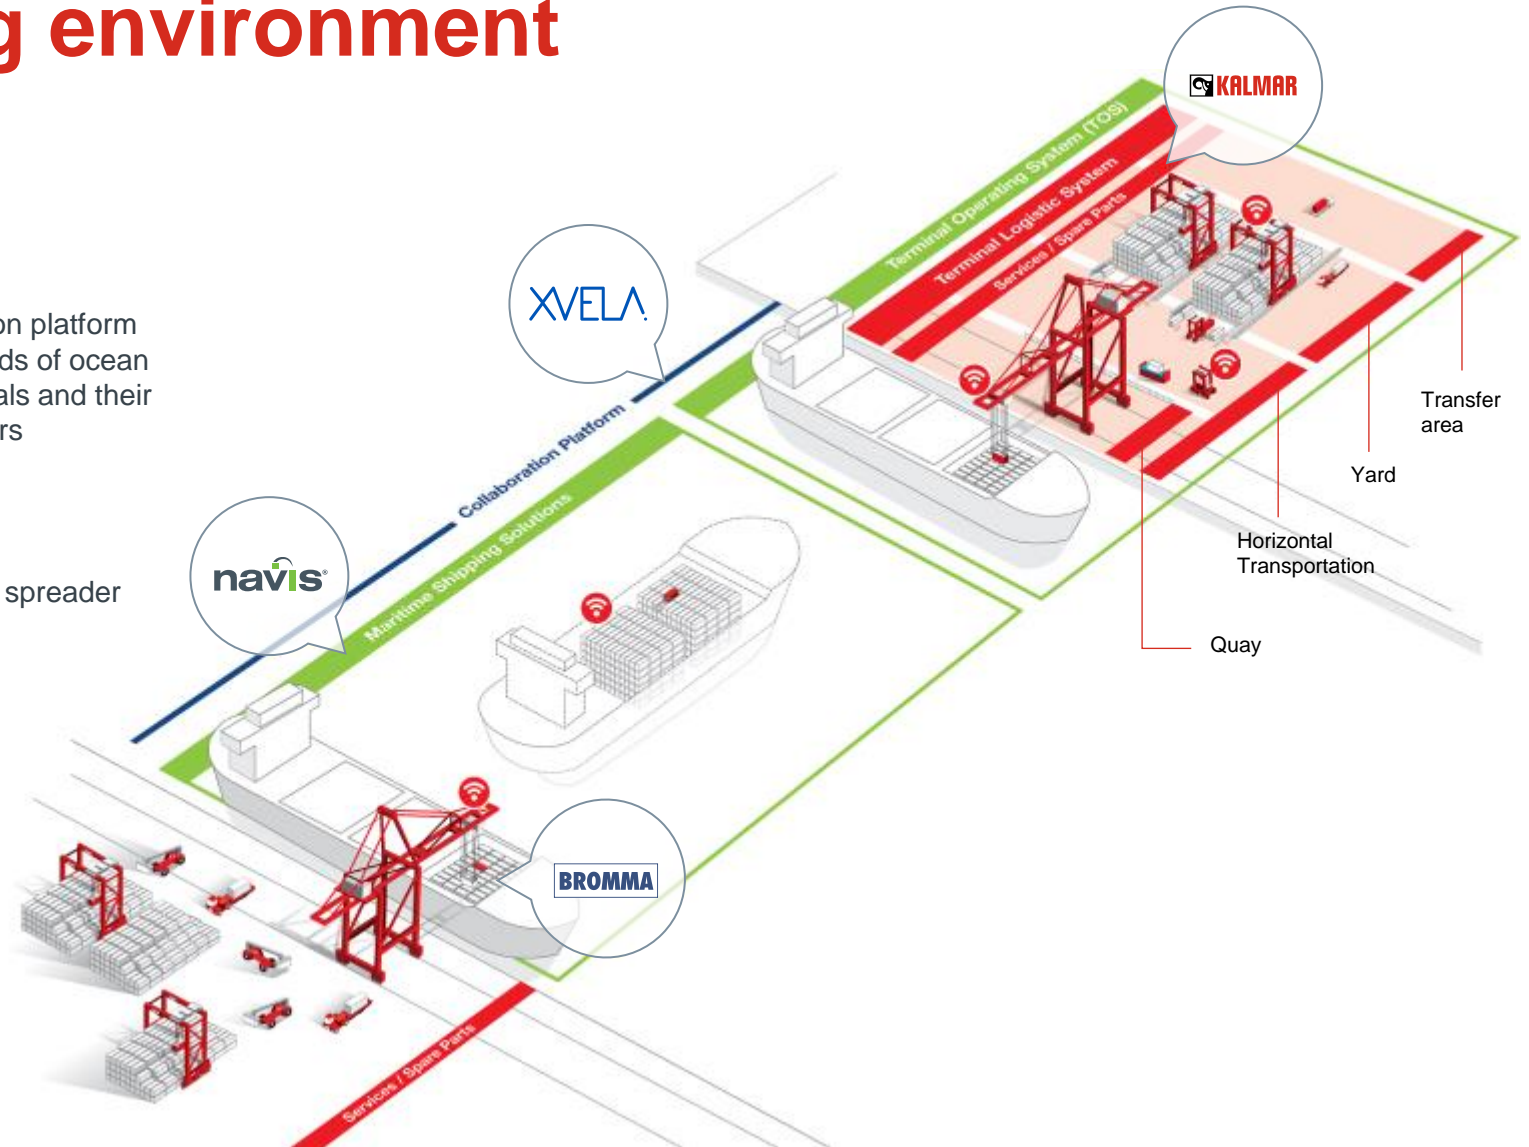 g environment
KALMAR
Terminal Operating System (TOS)
Terminal Logistic System
Services / Spare Parts
XVELA
on platform
ds of ocean
als and their
rs
Collaboration Platform
Transfer
area
Yard
Maritime Shipping Solutions
Horizontal
Transportation
navis
spreader
Quay
BROMMA
Services / Spare Parts